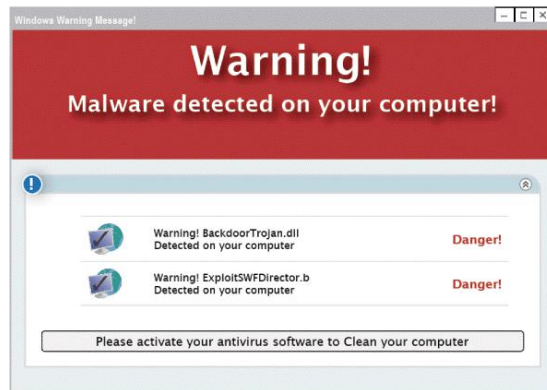 Windows Warning Message!
Warning!
Malware detected on your computer!
Warning! BackdoorTrojan.dll
Detected on your computer
Danger!
Warning! ExploitSWFDirector.b
Detected on your computer
Danger!
Please activate your antivirus software to Clean your computer